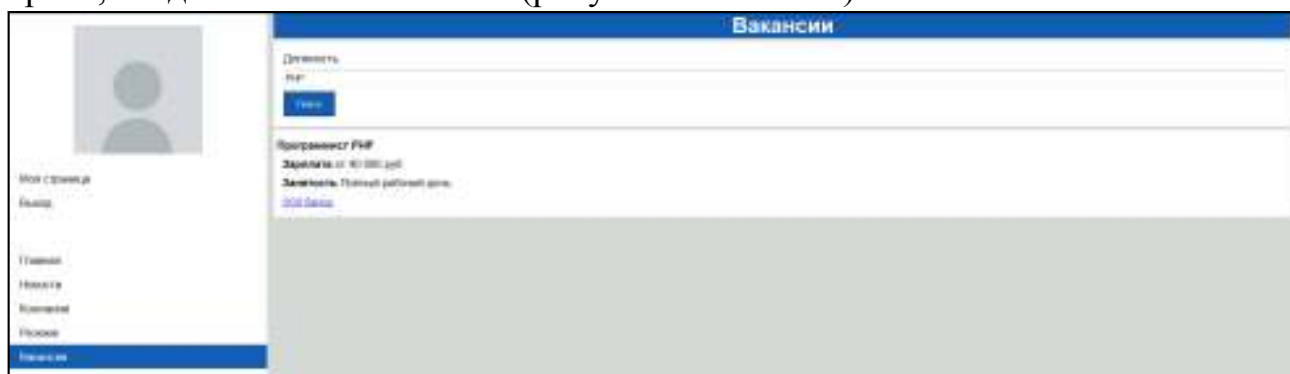 Вакансии
Должность
PHP
Поиск
Программист PHP
Зарплата от 40 000 руб
Занятость Полный рабочий день
Моя страница
Выход
Главная
Новости
Компании
Резюме
Вакансии